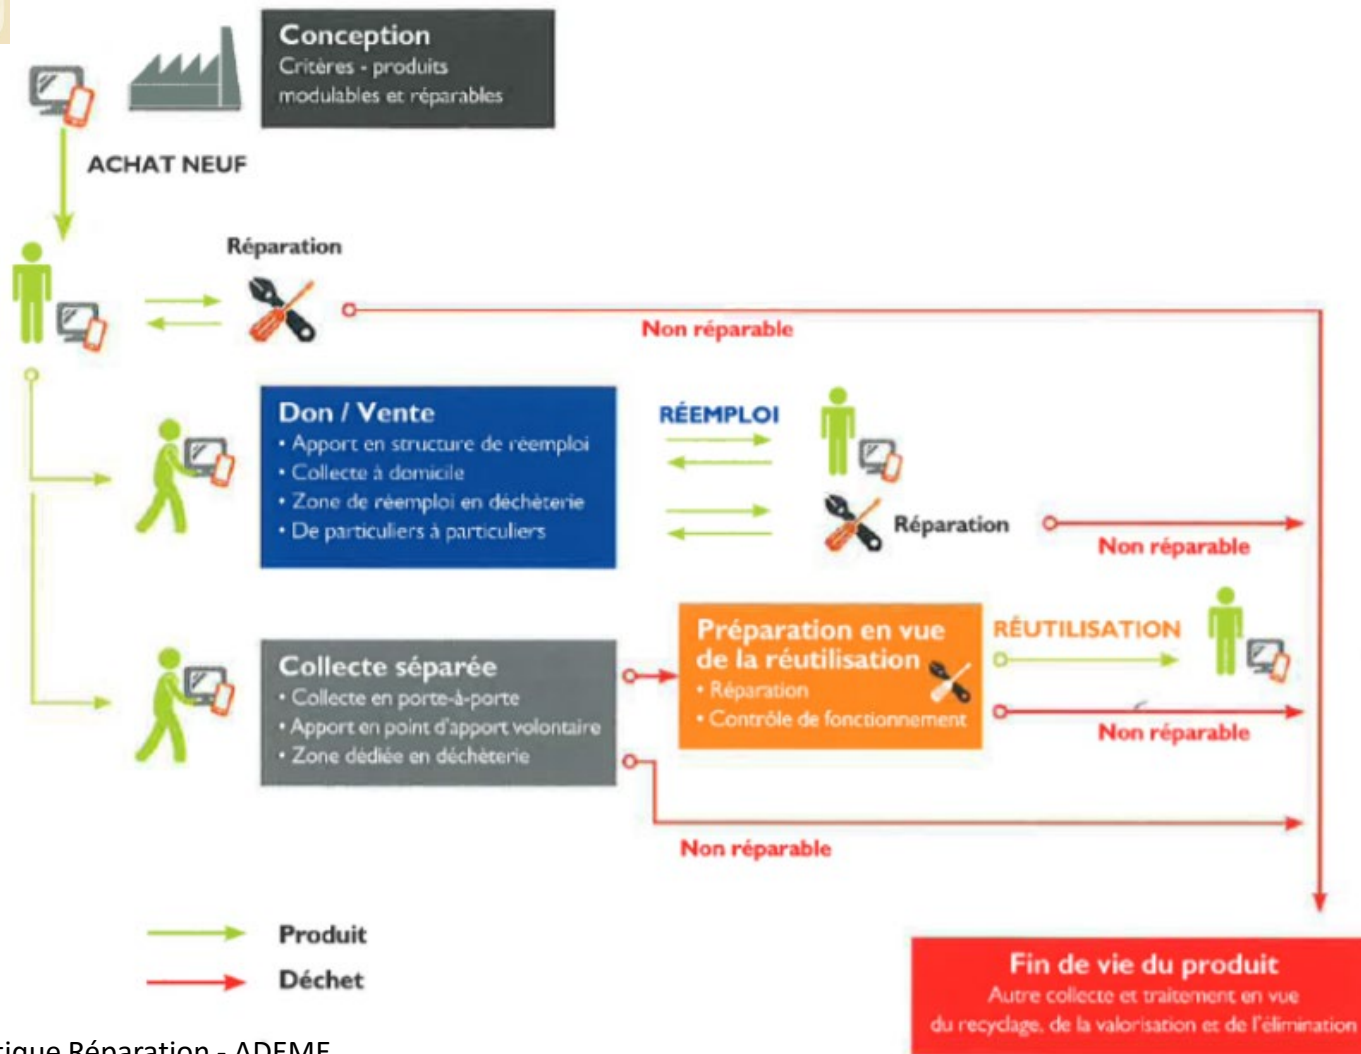 Conception
Critères - produits
modulables et réparables
ACHAT NEUF
Réparation
Non réparable
Don / Vente
• Apport en structure de réemploi
• Collecte à domicile
• Zone de réemploi en déchèterie
• De particuliers à particuliers
RÉEMPLOI
Réparation
Non réparable
Collecte séparée
• Collecte en porte-à-porte
• Apport en point d'apport volontaire
• Zone dédiée en déchèterie
Préparation en vue
de la réutilisation
• Réparation
• Contrôle de fonctionnement
RÉUTILISATION
Non réparable
Non réparable
Produit
Déchet
Fin de vie du produit
Autre collecte et traitement en vue
du recyclage, de la valorisation et de l'élimination
Réparation - ADEME